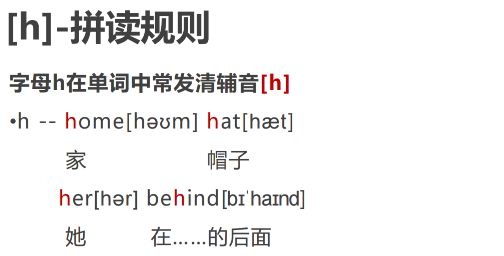 [h]-拼读规则
字母h在单词中常发清辅音[h]
•h -- home[həʊm] hat[hæt]
家 帽子
her[hər] behind[bɪˈhaɪnd]
她 在……的后面